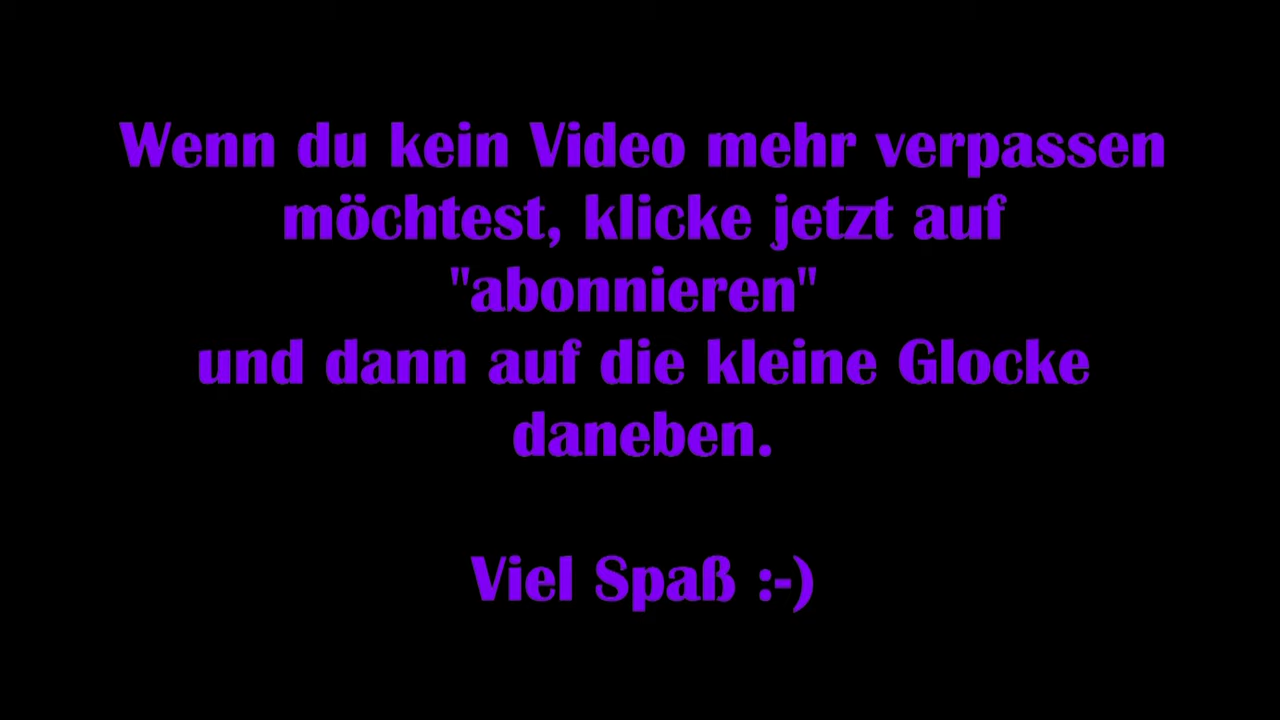 Wenn du kein Video mehr verpassen
möchtest, klicke jetzt auf
"abonnieren"
und dann auf die kleine Glocke
daneben.
Viel Spaß :-)